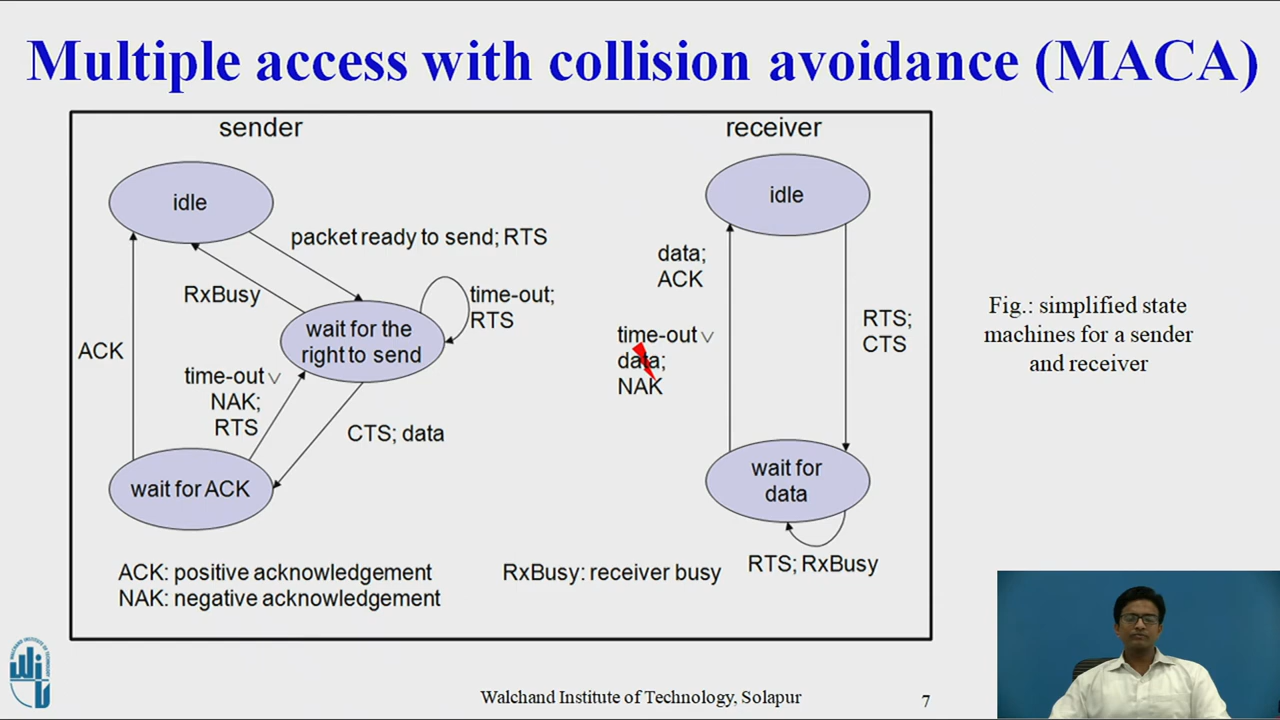 Multiple access with collision avoidance (MACA)
sender
receiver
idle
idle
packet ready to send; RTS
data;
ACK
RxBusy
time-out;
RTS
wait for the
right to send
time-out ∨
data;
NAK
RTS;
CTS
Fig.: simplified state
machines for a sender
and receiver
ACK
time-out ∨
NAK;
RTS
CTS; data
wait for ACK
wait for
data
RTS; RxBusy
ACK: positive acknowledgement
NAK: negative acknowledgement
RxBusy: receiver busy
Walchand Institute of Technology, Solapur
7